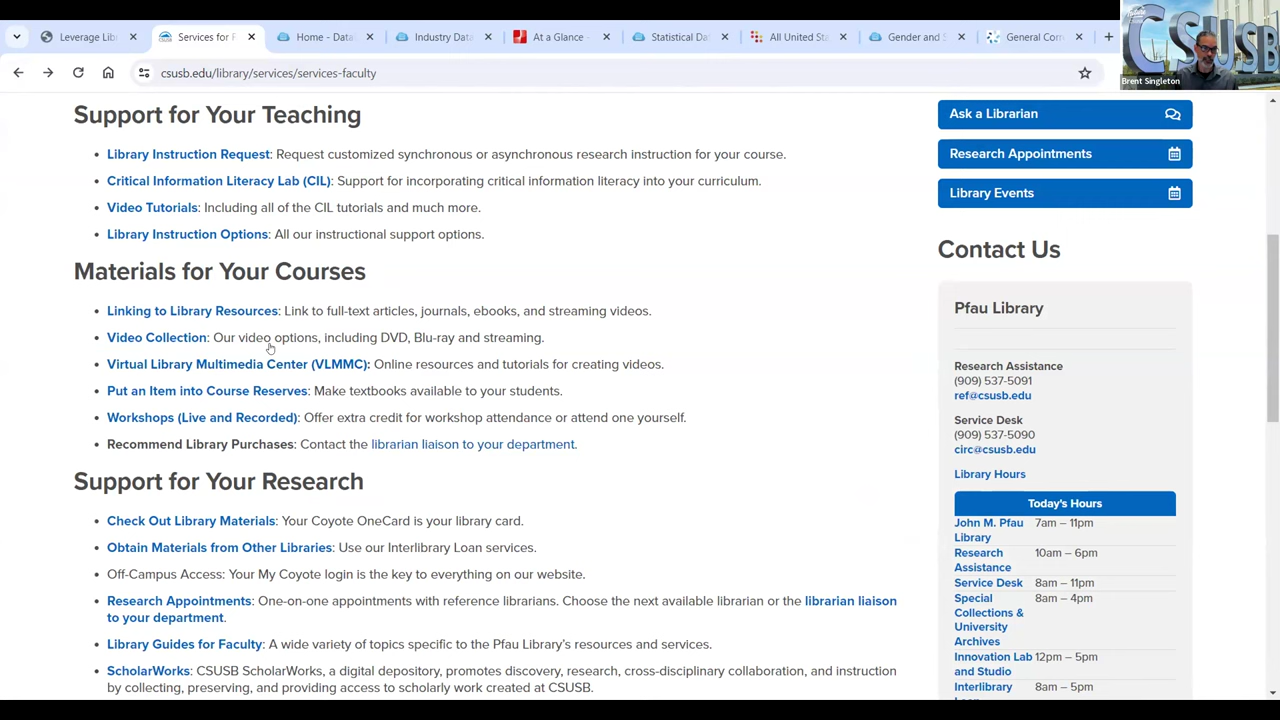 Leverage Lib
Services for F
Home - Data
Industry Data
At a Glance -
Statistical Da
All United Sta
Gender and S
General Com
CSUSB
Brent Singleton
csusb.edu/library/services/services-faculty
Support for Your Teaching
Library Instruction Request: Request customized synchronous or asynchronous research instruction for your course.
Critical Information Literacy Lab (CIL): Support for incorporating critical information literacy into your curriculum.
Video Tutorials: Including all of the CIL tutorials and much more.
Library Instruction Options: All our instructional support options.
Materials for Your Courses
Linking to Library Resources: Link to full-text articles, journals, ebooks, and streaming videos.
Video Collection: Our video options, including DVD, Blu-ray and streaming.
Virtual Library Multimedia Center (VLMMC): Online resources and tutorials for creating videos.
Put an Item into Course Reserves: Make textbooks available to your students.
Workshops (Live and Recorded): Offer extra credit for workshop attendance or attend one yourself.
Recommend Library Purchases: Contact the librarian liaison to your department.
Support for Your Research
Check Out Library Materials: Your Coyote OneCard is your library card.
Obtain Materials from Other Libraries: Use our Interlibrary Loan services.
Off-Campus Access: Your My Coyote login is the key to everything on our website.
Research Appointments: One-on-one appointments with reference librarians. Choose the next available librarian or the librarian liaison
to your department.
Library Guides for Faculty: A wide variety of topics specific to the Pfau Library's resources and services.
ScholarWorks: CSUSB ScholarWorks, a digital depository, promotes discovery, research, cross-disciplinary collaboration, and instruction
by collecting, preserving, and providing access to scholarly work created at CSUSB.
Ask a Librarian
Research Appointments
Library Events
Contact Us
Pfau Library
Research Assistance
(909) 537-5091
ref@csusb.edu
Service Desk
(909) 537-5090
circ@csusb.edu
Library Hours
Today's Hours
John M. Pfau 7am – 11pm
Library
Research 10am – 6pm
Assistance
Service Desk 8am – 11pm
Special 8am – 4pm
Collections &
University
Archives
Innovation Lab 12pm – 5pm
and Studio
Interlibrary 8am – 5pm